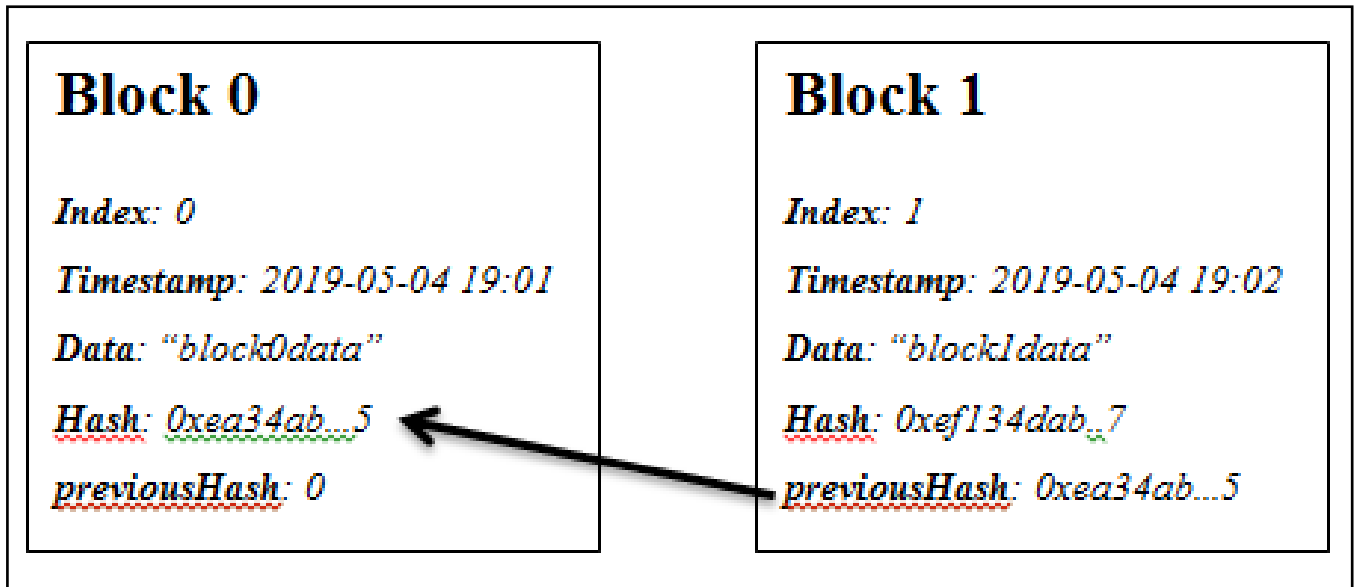 Block 0
Index: 0
Timestamp: 2019-05-04 19:01
Data: “block0data”
Hash: 0xea34ab...5
previousHash: 0
Block 1
Index: 1
Timestamp: 2019-05-04 19:02
Data: “block1data”
Hash: 0xef134dab..7
previousHash: 0xea34ab...5